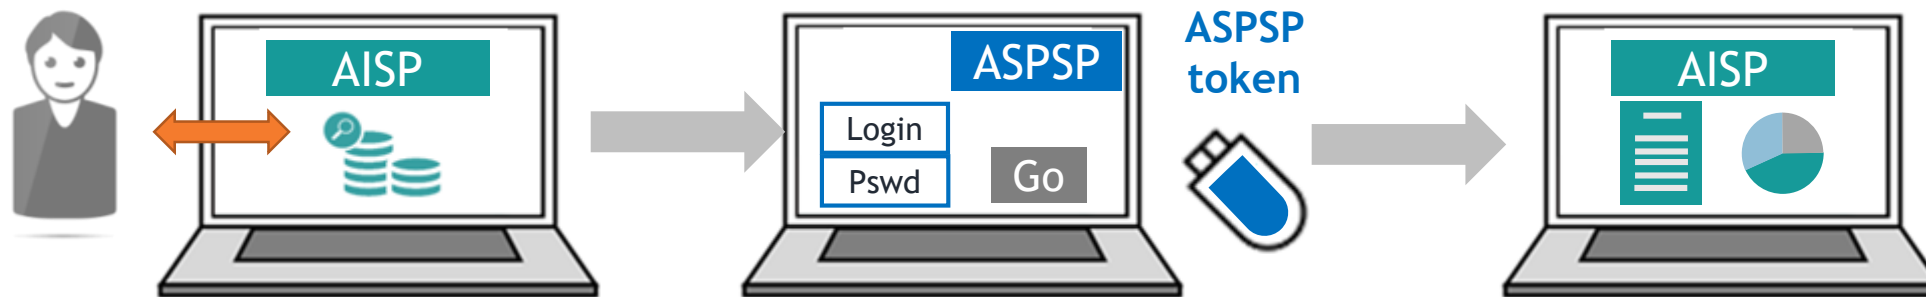 AISP
ASPSP
Login
Pswd
Go
ASPSP
token
AISP